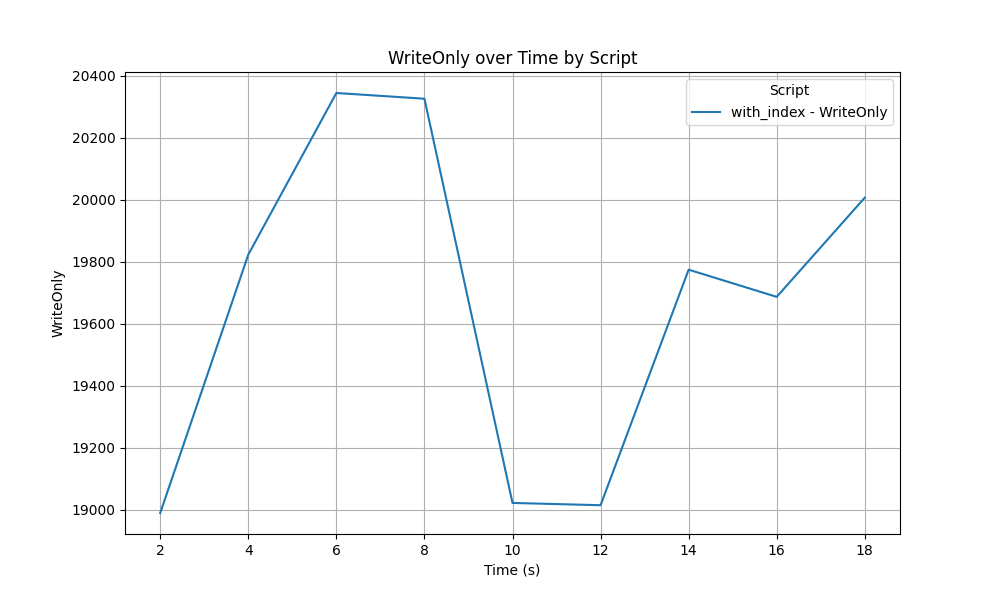 WriteOnly over Time by Script
20400
20200
20000
19800
19600
19400
19200
19000
WriteOnly
Script
with_index - WriteOnly
2 4 6 8 10 12 14 16 18
Time (s)